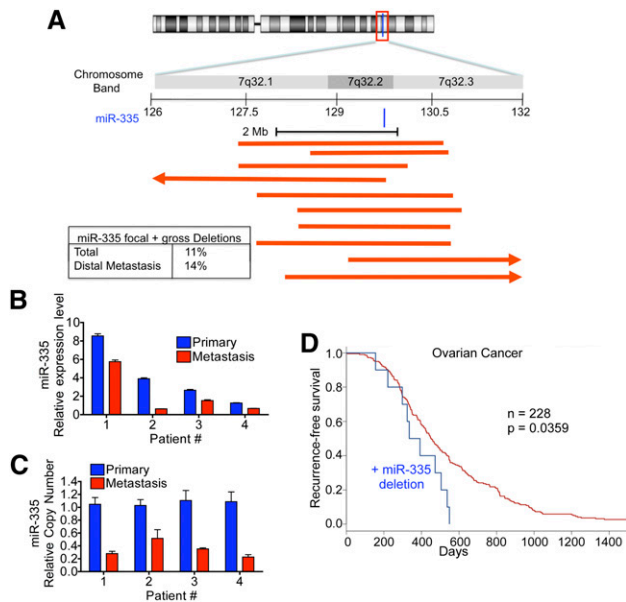 A
Chromosome
Band
7q32.1 7q32.2 7q32.3
126 127.5 129 130.5 132
miR-335
2 Mb
miR-335 focal + gross Deletions
Total 11%
Distal Metastasis 14%
B
miR-335
Relative expression level
10
8
6
4
2
0
Primary
Metastasis
1 2 3 4
Patient #
C
miR-335
Relative Copy Number
1.4
1.2
1.0
0.8
0.6
0.4
0.2
0.0
Primary
Metastasis
1 2 3 4
Patient #
D
Ovarian Cancer
n = 228
p = 0.0359
+ miR-335
deletion
Recurrence-free survival
1.0
0.8
0.6
0.4
0.2
0.0
0 200 400 600 800 1000 1200 1400
Days